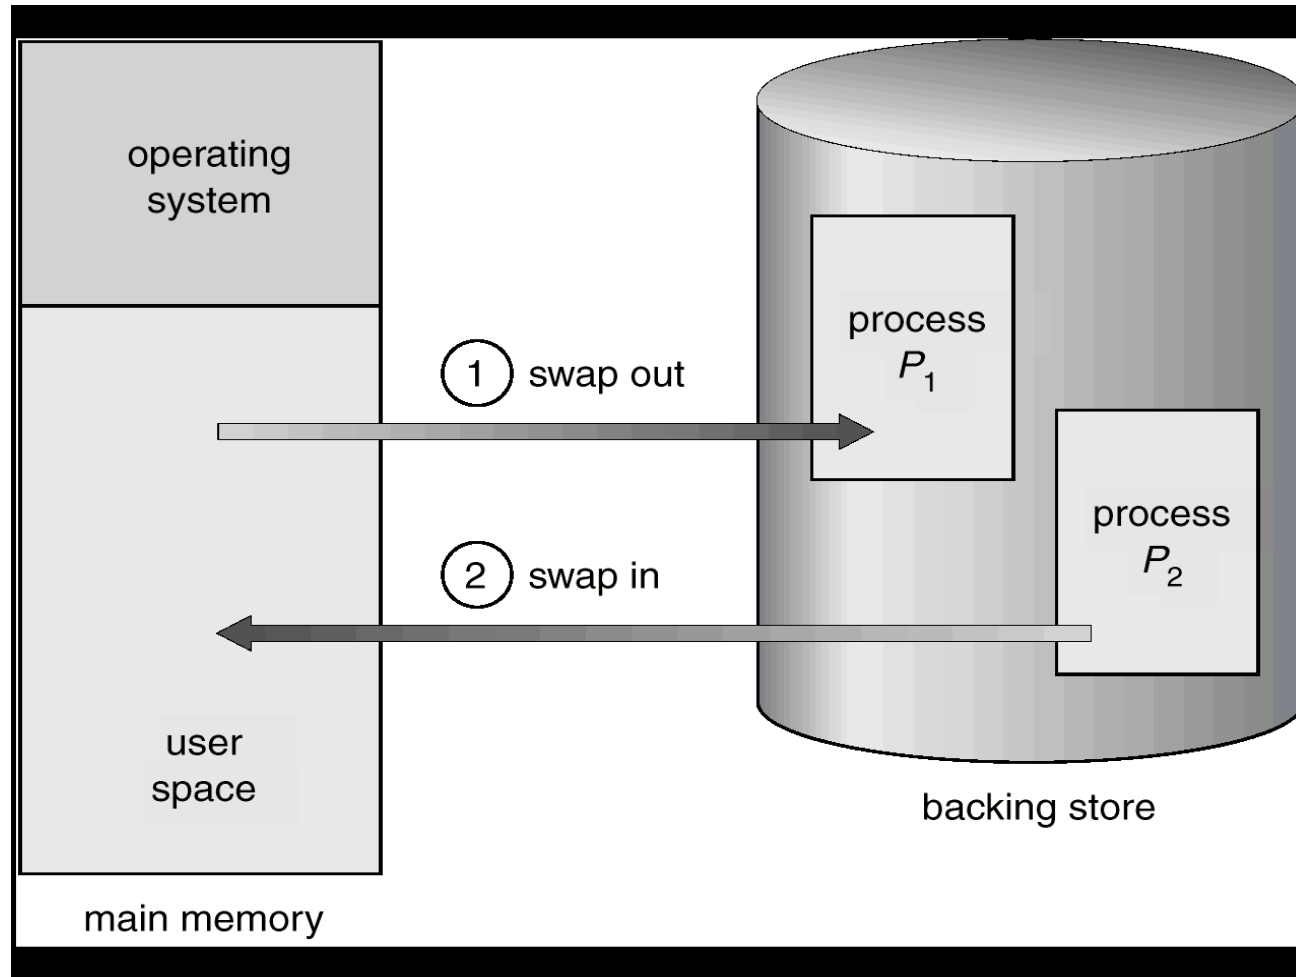 operating
system
1 swap out
process
P1
process
P2
2 swap in
user
space
backing store
main memory